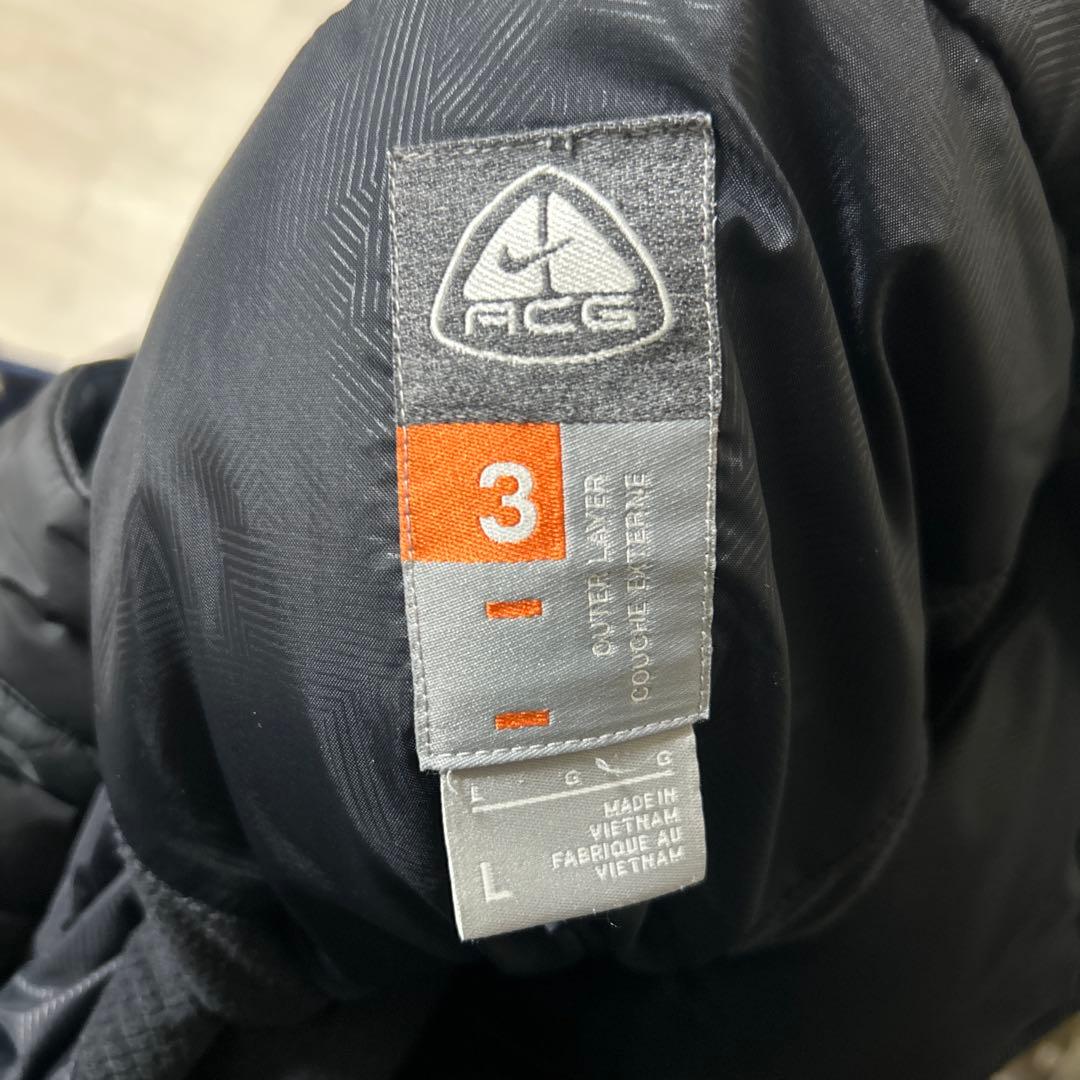 ACG
3
OUTER LAYER
COUCHE EXTERNE
L G G
MADE IN
VIETNAM
FABRIQUE AU
VIETNAM
L